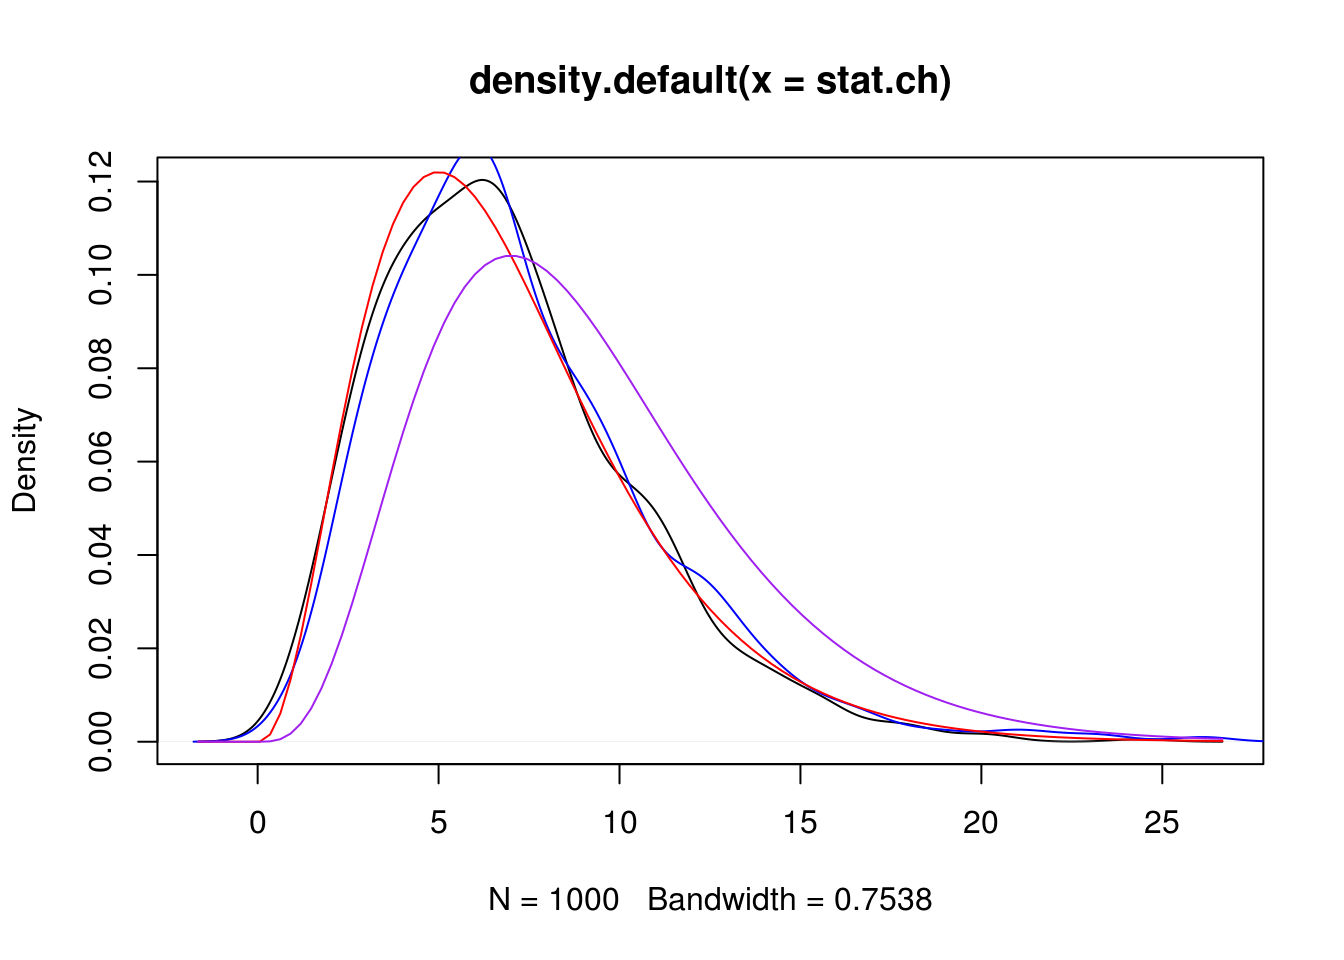 density.default(x = stat.ch)
Density
0.12
0.10
0.08
0.06
0.04
0.02
0.00
0 5 10 15 20 25
N = 1000   Bandwidth = 0.7538